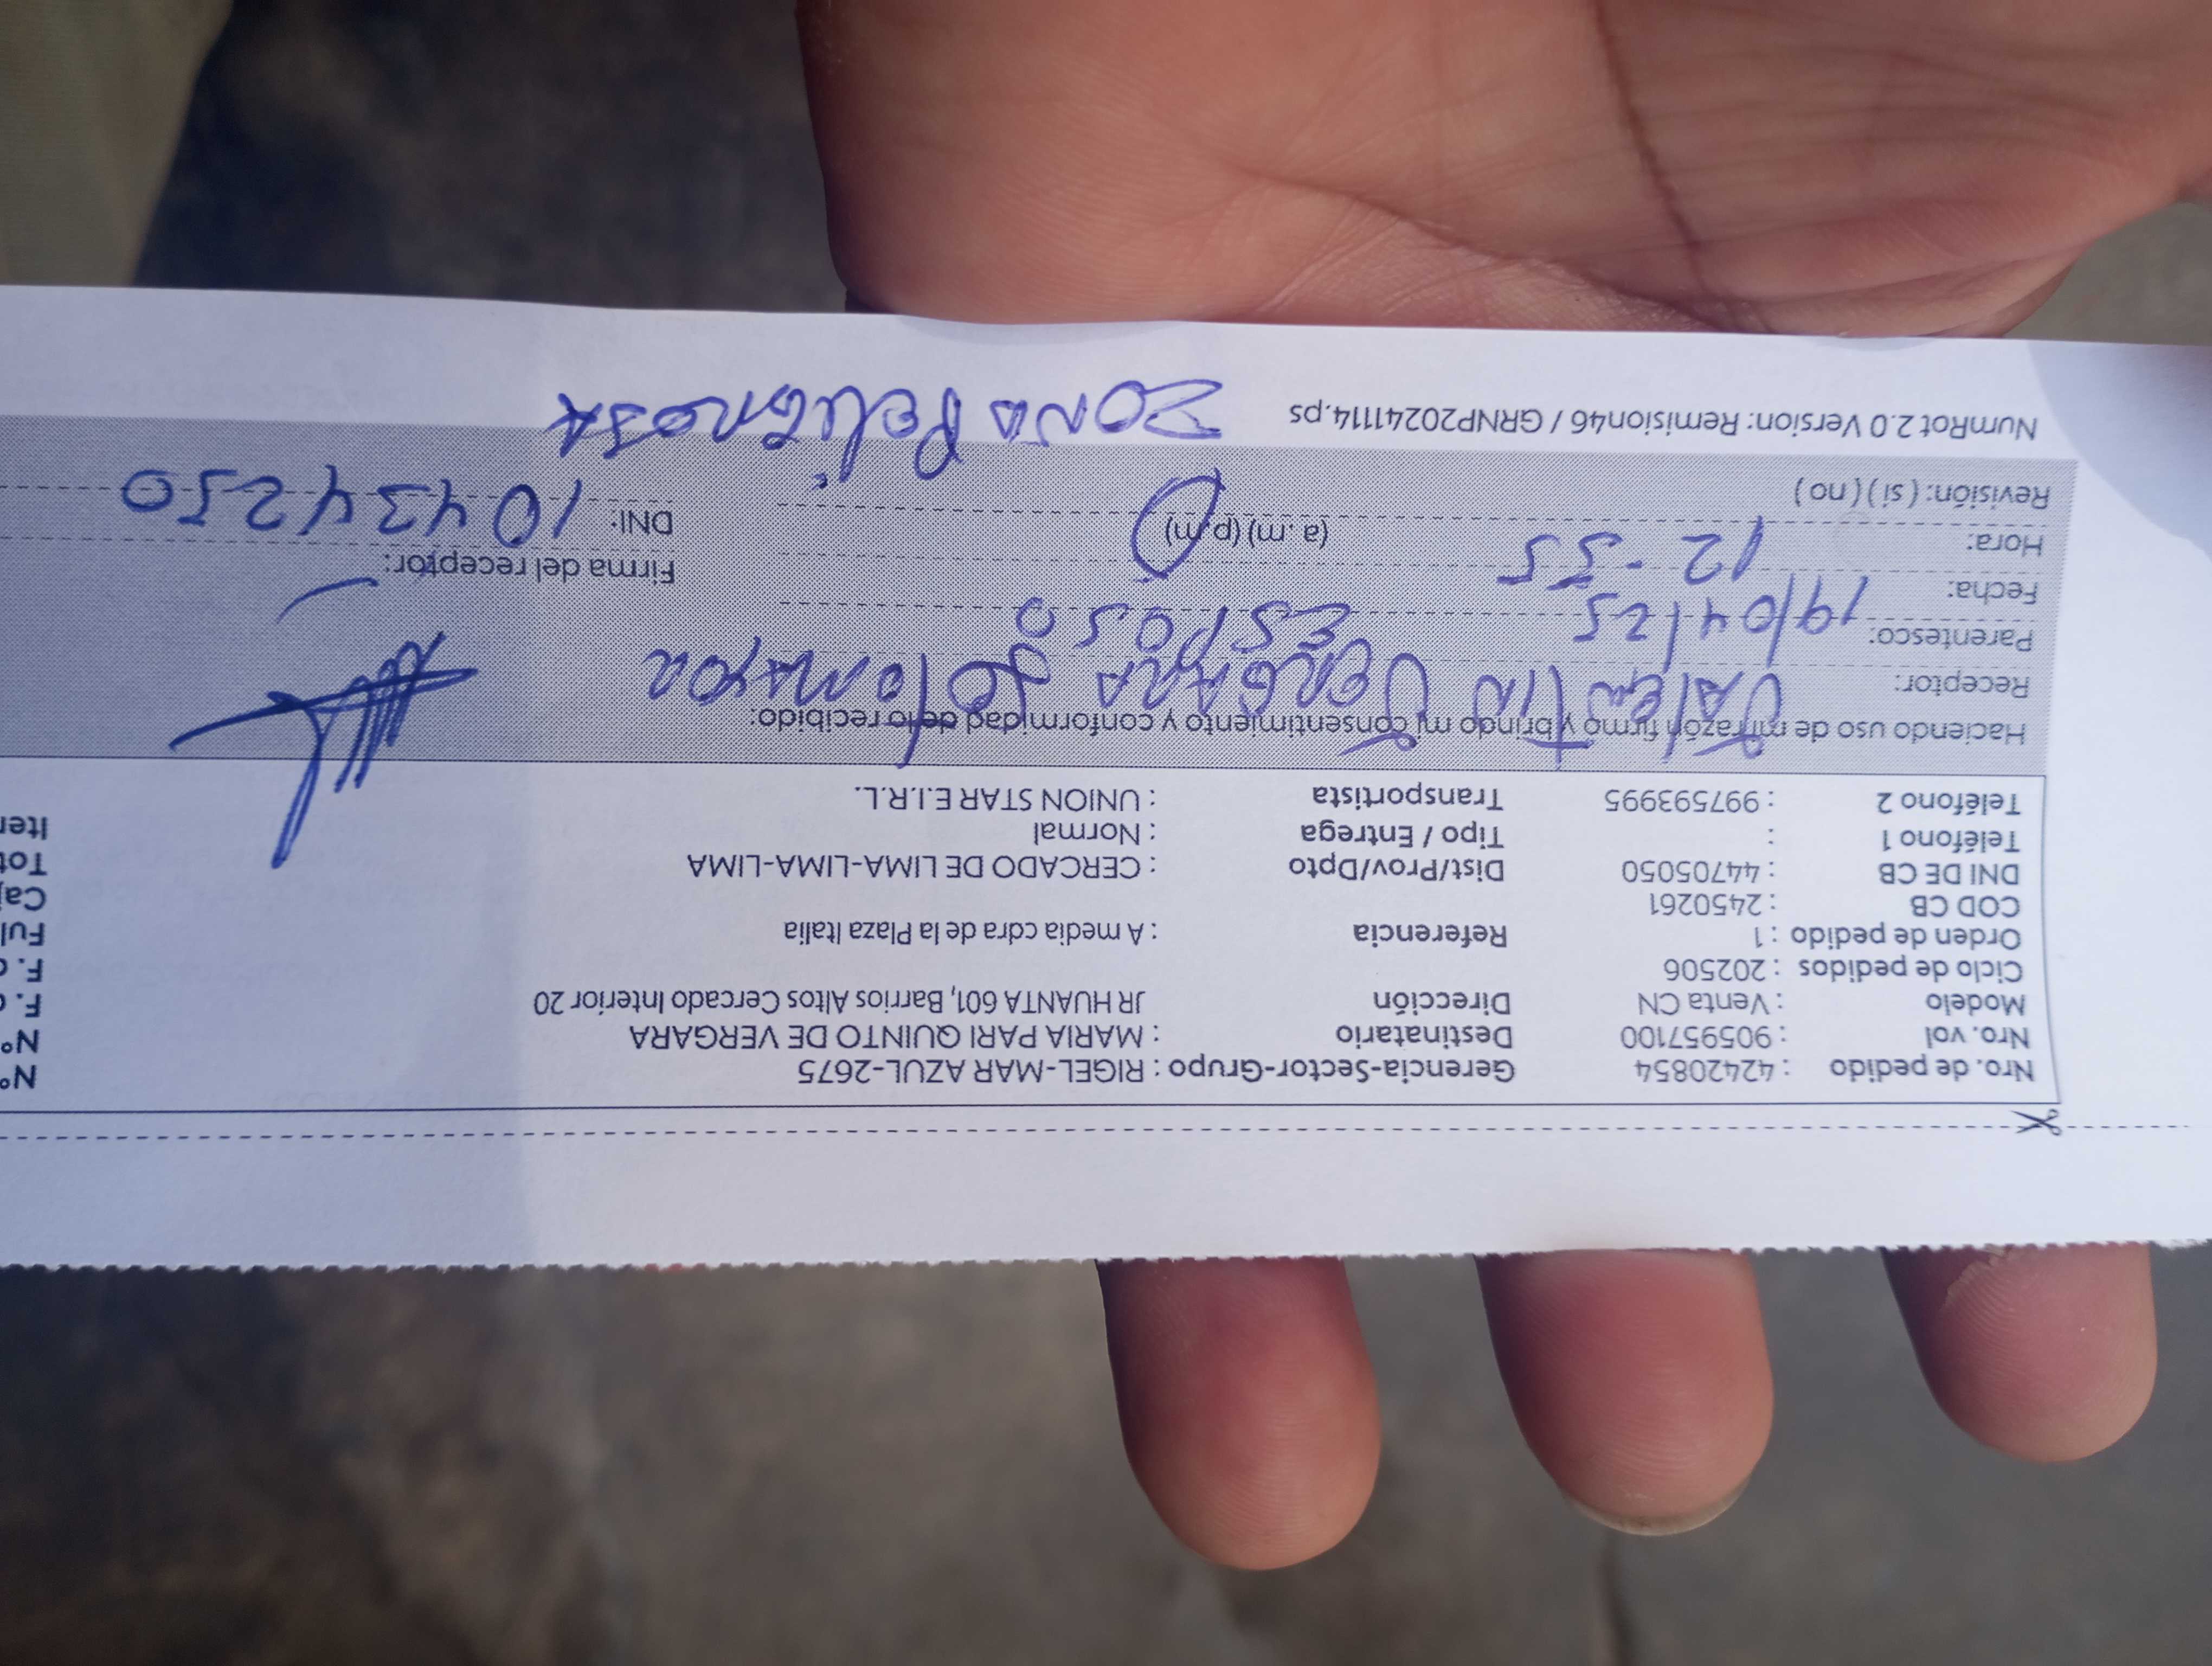 Nro. de pedido : 42420854 Gerencia-Sector-Grupo : RIGEL-MAR AZUL-2675 N°
Nro. vol : 905957100 Destinatario : MARIA PARI QUINTO DE VERGARA N°
Modelo : Venta CN Dirección JR HUANTA 601, Barrios Altos Cercado Interior 20 F.
Ciclo de pedidos : 202506 F.
Orden de pedido : 1 Referencia : A media cdra de la Plaza Italia Ful
COD CB : 2450261
DNI DE CB : 44705050 Dist/Prov/Dpto : CERCADO DE LIMA-LIMA-LIMA
Teléfono 1 : Tipo / Entrega : Normal Tot
Teléfono 2 : 997593995 Transportista : UNION STAR E.I.R.L. Iter
Haciendo uso de mi razón firmo y brindo mi consentimiento y conformidad de lo recibido:
Receptor: VALENTIN VERGARA SOTOMAYOR
Parentesco: ESPOSO
Fecha: 19/04/25 Firma del receptor:
Hora: 12-55 (a. m) (p. m) DNI: 10434250
Revisión: ( si ) ( no )
NumRot 2.0 Version: Remision46 / GRNP20241114.ps ZONA PELIGROSA